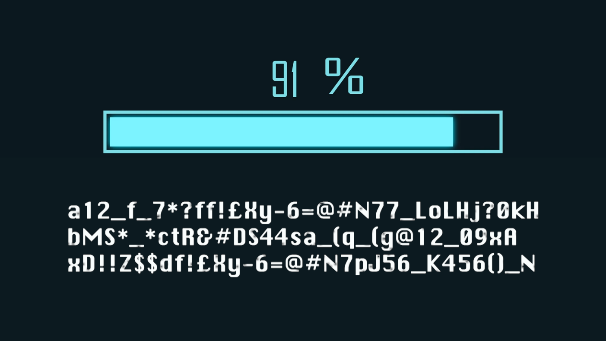 91 %
a12_f_7*?ff!£Xy-6=@#N77_LoLHj?0kH
bMS*_*ctR&#DS44sa_(q_(g@12_09xA
xD!!Z$$df!£Xy-6=@#N7pJ56_K456()_N